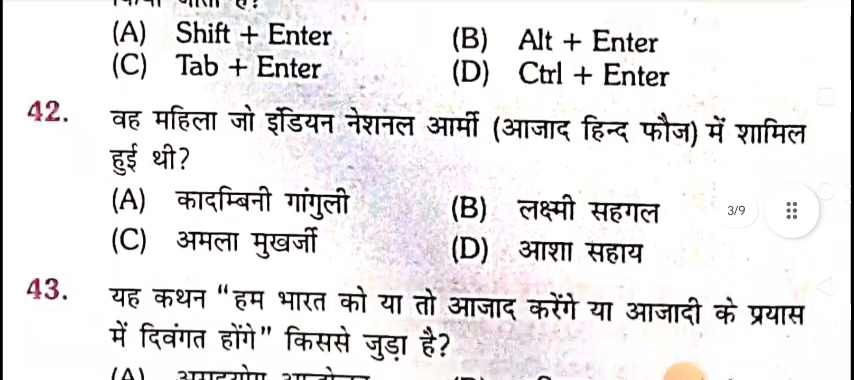 (A) Shift + Enter (B) Alt + Enter
(C) Tab + Enter (D) Ctrl + Enter
42. वह महिला जो इंडियन नेशनल आर्मी (आजाद हिन्द फौज) में शामिल
हुई थी?
(A) कादम्बिनी गांगुली (B) लक्ष्मी सहगल
3/9
(C) अमला मुखर्जी (D) आशा सहाय
43. यह कथन “हम भारत को या तो आजाद करेंगे या आजादी के प्रयास
में दिवंगत होंगे” किससे जुड़ा है?